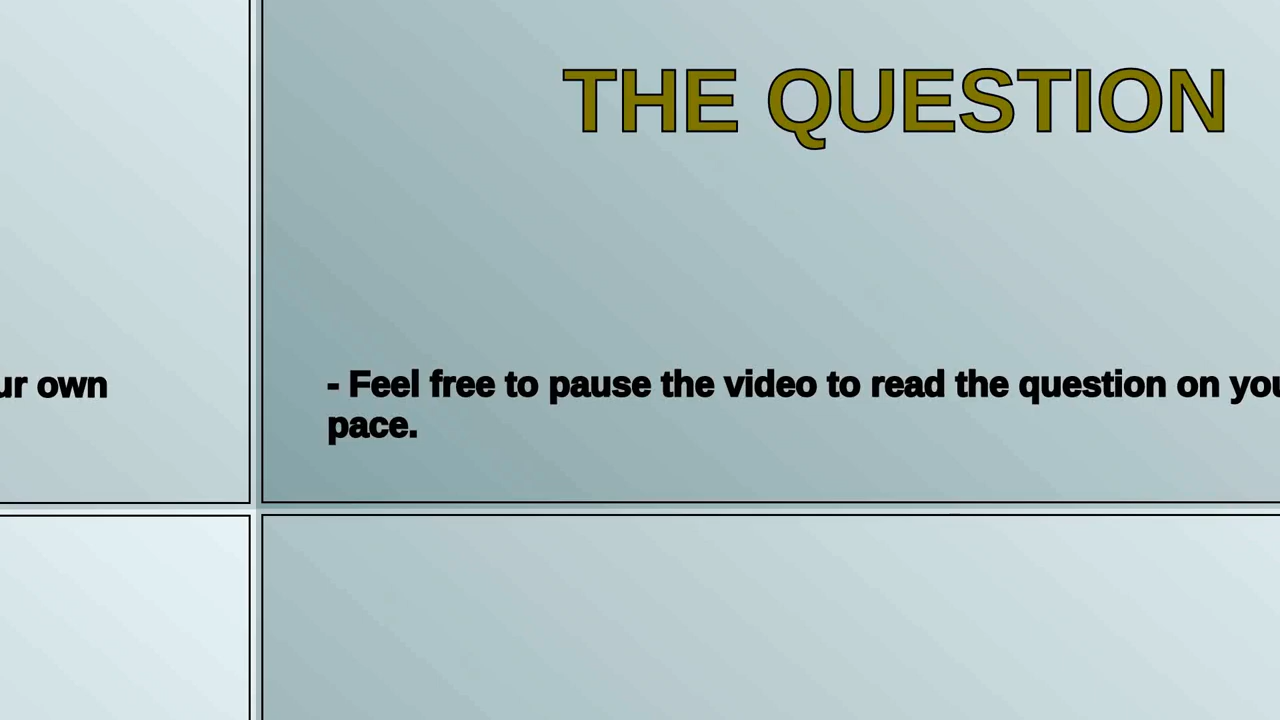 THE QUESTION
ur own
- Feel free to pause the video to read the question on you
pace.